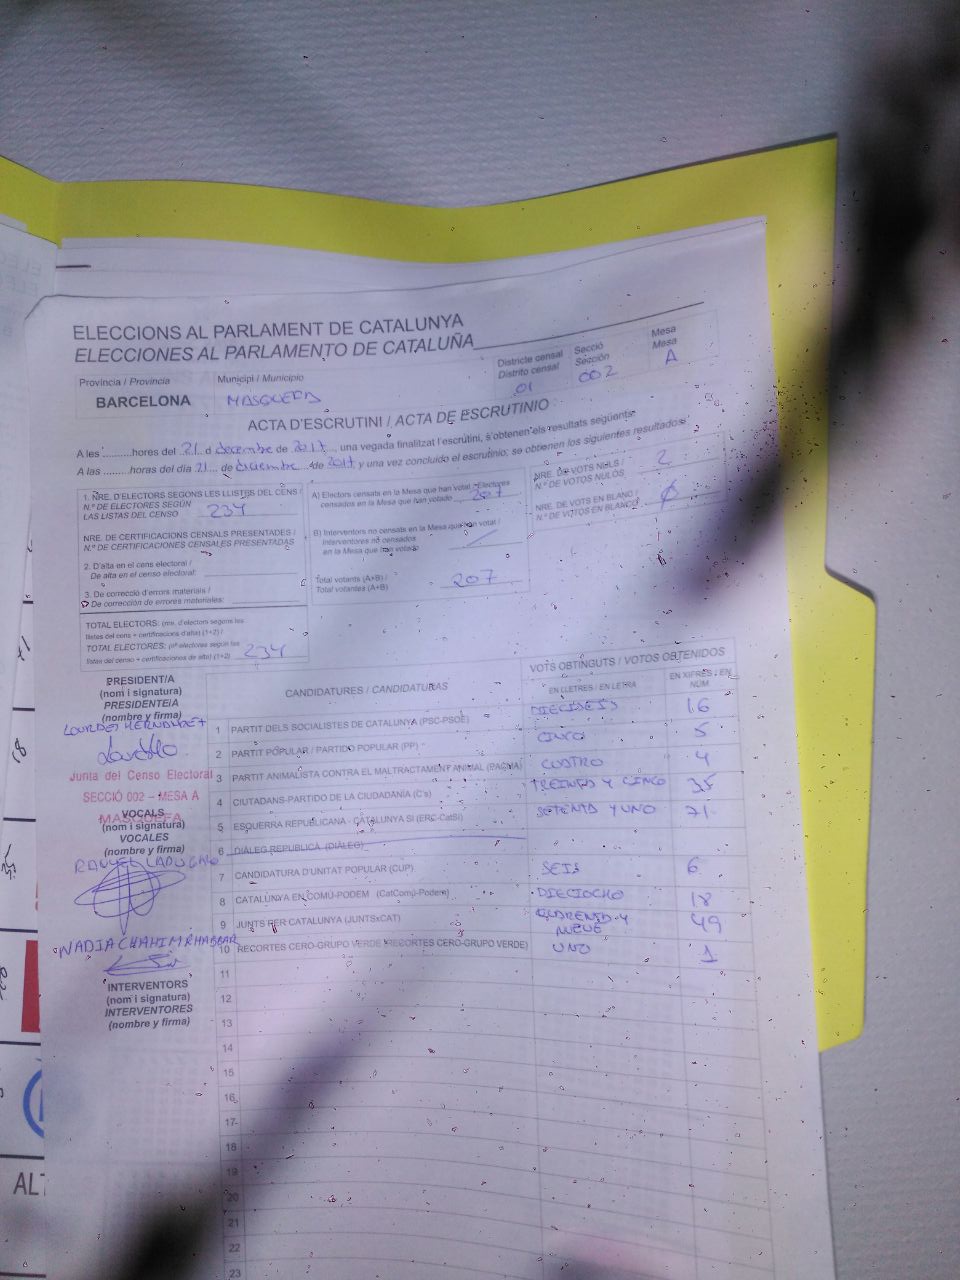 ELECCIONS AL PARLAMENT DE CATALUNYA
ELECCIONES AL PARLAMENTO DE CATALUÑA
Província / Provincia
BARCELONA
Municipi / Municipio
MASQUEFA
Districte censal
Distrito censal
01
Secció
Sección
002
Mesa
Mesa
A
ACTA D'ESCRUTINI / ACTA DE ESCRUTINIO
A les .........hores del 21 d decembre de 2017, una vegada finalitzat l'escrutini, s'obtenen els resultats següents:
A las .........horas del día 21 de diciembre de 2017 y una vez concluido el escrutinio, se obtienen los siguientes resultados:
1. NRE. D'ELECTORS SEGONS LES LLISTES DEL CENS /
N.º DE ELECTORES SEGÚN
LAS LISTAS DEL CENSO 234
NRE. DE CERTIFICACIONS CENSALS PRESENTADES /
N.º DE CERTIFICACIONES CENSALES PRESENTADAS
2. D'alta en el cens electoral /
De alta en el censo electoral:
3. De correcció d'errors materials /
De corrección de errores materiales:
TOTAL ELECTORS: (nre. d'electors segons les
llistes del cens + certificacions d'alta) (1+2) /
TOTAL ELECTORES: (nº electores según las
listas del censo + certificaciones de alta) (1+2) 234
A) Electors censats en la Mesa que han votat / Electores
censados en la Mesa que han votado 207
B) Interventors no censats en la Mesa que han votat /
Interventores no censados
en la Mesa que han votado
Total votants (A+B) /
Total votantes (A+B) 207
NRE. DE VOTS NULS /
N.º DE VOTOS NULOS 2
NRE. DE VOTS EN BLANC /
N.º DE VOTOS EN BLANCO Ø
PRESIDENT/A
(nom i signatura)
PRESIDENTE/A
(nombre y firma)
LOURDES
Junta del Censo Electoral
SECCIÓ 002 – MESA A
MASQUEFA
VOCALS
(nom i signatura)
VOCALES
(nombre y firma)
NADIA
INTERVENTORS
(nom i signatura)
INTERVENTORES
(nombre y firma)
CANDIDATURES / CANDIDATURAS
VOTS OBTINGUTS / VOTOS OBTENIDOS
EN LLETRES / EN LETRA
EN XIFRES / EN NÚM
1 PARTIT DELS SOCIALISTES DE CATALUNYA (PSC-PSOE) DIECISEIS 16
2 PARTIT POPULAR / PARTIDO POPULAR (PP) CINCO 5
3 PARTIT ANIMALISTA CONTRA EL MALTRACTAMENT ANIMAL (PACMA) CUATRO 4
4 CIUTADANS-PARTIDO DE LA CIUDADANÍA (C's) TREINTA Y CINCO 35
5 ESQUERRA REPUBLICANA - CATALUNYA SÍ (ERC-CatSí) SETENTA Y UNO 71
6 DIÀLEG REPUBLICÀ (DIÀLEG)
7 CANDIDATURA D'UNITAT POPULAR (CUP) SEIS 6
8 CATALUNYA EN COMÚ-PODEM (CatComú-Podem) DIECIOCHO 18
9 JUNTS PER CATALUNYA (JUNTSxCAT) CUARENTA Y NUEVE 49
10 RECORTES CERO-GRUPO VERDE (RECORTES CERO-GRUPO VERDE) UNO 1
11
12
13
14
15
16
17
18
19
20
21
22
23
ALT